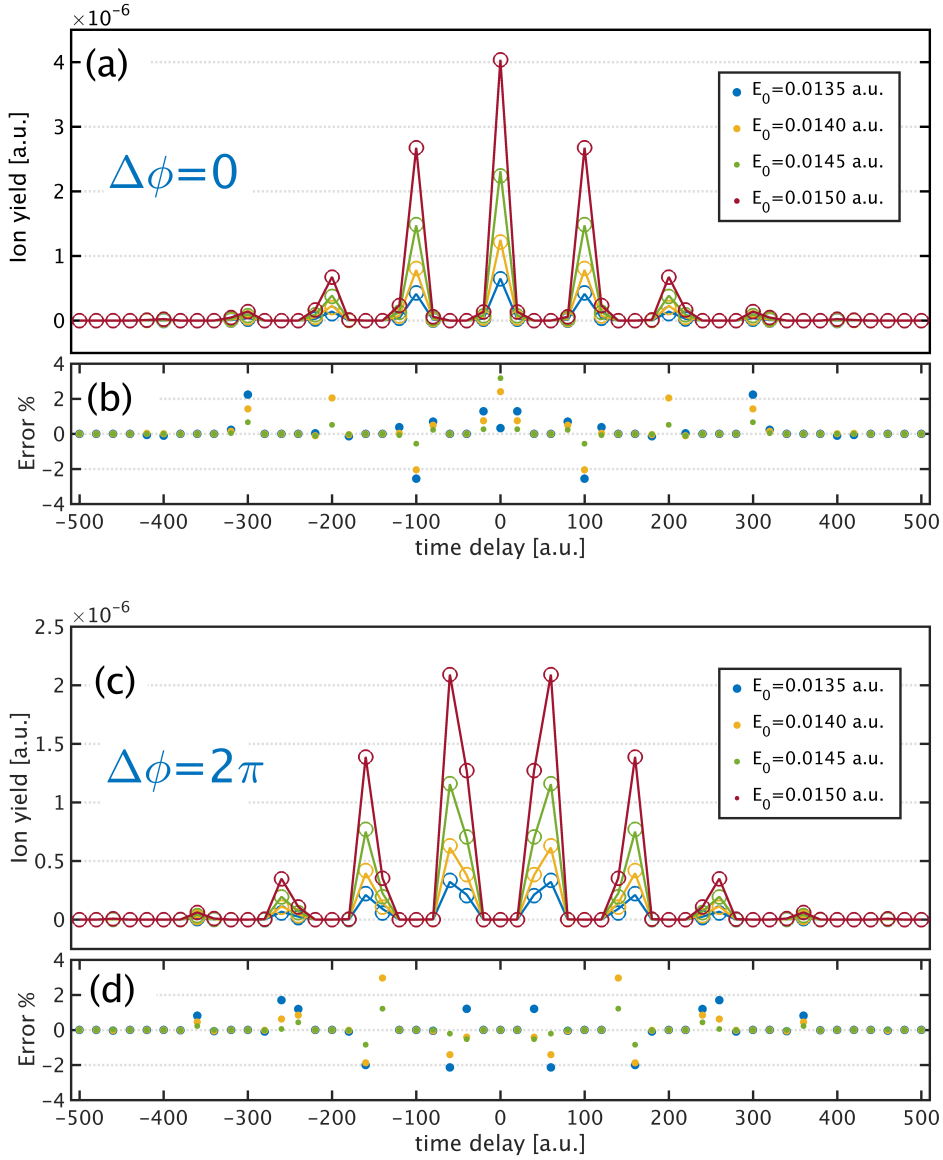 ×10⁻⁶
(a)
Δϕ=0
Ion yield [a.u.]
4
3
2
1
0
E₀=0.0135 a.u.
E₀=0.0140 a.u.
E₀=0.0145 a.u.
E₀=0.0150 a.u.
(b)
Error %
4
2
0
−2
−4
−500 −400 −300 −200 −100 0 100 200 300 400 500
time delay [a.u.]
×10⁻⁶
(c)
Δϕ=2π
Ion yield [a.u.]
2.5
2
1.5
1
0.5
0
E₀=0.0135 a.u.
E₀=0.0140 a.u.
E₀=0.0145 a.u.
E₀=0.0150 a.u.
(d)
Error %
4
2
0
−2
−4
−500 −400 −300 −200 −100 0 100 200 300 400 500
time delay [a.u.]